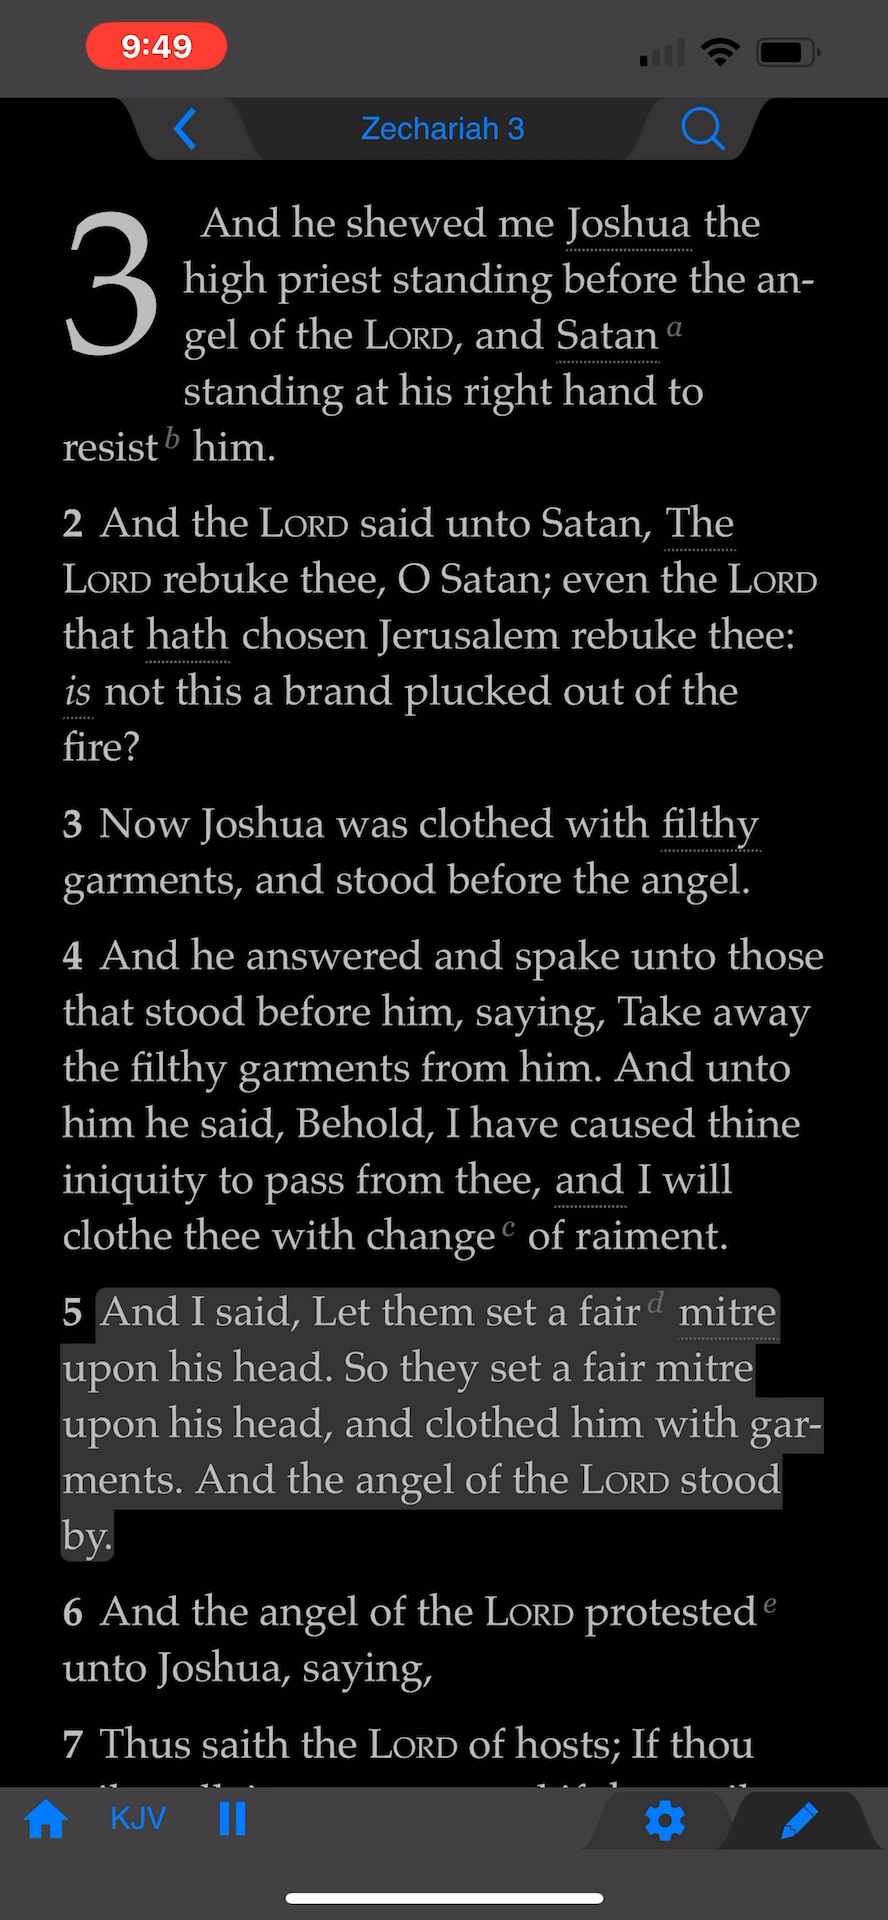 9:49
Zechariah 3
3 And he shewed me Joshua the
high priest standing before the an-
gel of the LORD, and Satan a
standing at his right hand to
resist b him.
2 And the LORD said unto Satan, The
LORD rebuke thee, O Satan; even the LORD
that hath chosen Jerusalem rebuke thee:
is not this a brand plucked out of the
fire?
3 Now Joshua was clothed with filthy
garments, and stood before the angel.
4 And he answered and spake unto those
that stood before him, saying, Take away
the filthy garments from him. And unto
him he said, Behold, I have caused thine
iniquity to pass from thee, and I will
clothe thee with change c of raiment.
5 And I said, Let them set a fair d mitre
upon his head. So they set a fair mitre
upon his head, and clothed him with gar-
ments. And the angel of the LORD stood
by.
6 And the angel of the LORD protested e
unto Joshua, saying,
7 Thus saith the LORD of hosts; If thou
KJV